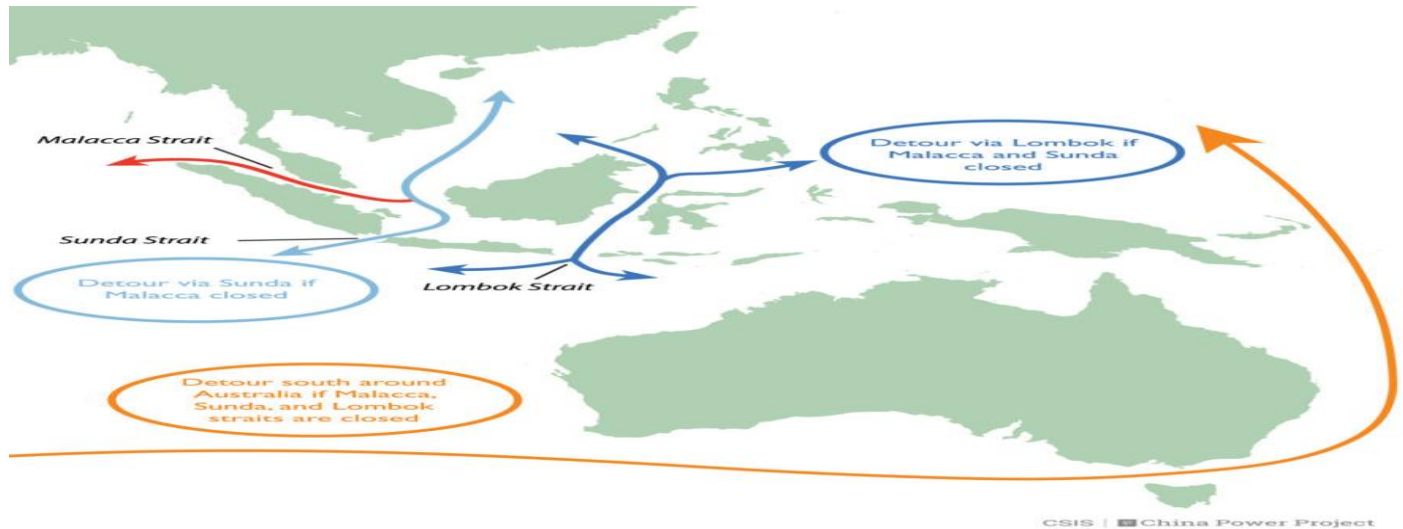 Malacca Strait
Detour via Lombok if
Malacca and Sunda
closed
Sunda Strait
Detour via Sunda if
Malacca closed
Lombok Strait
Detour south around
Australia if Malacca,
Sunda, and Lombok
straits are closed
CSIS | China Power Project